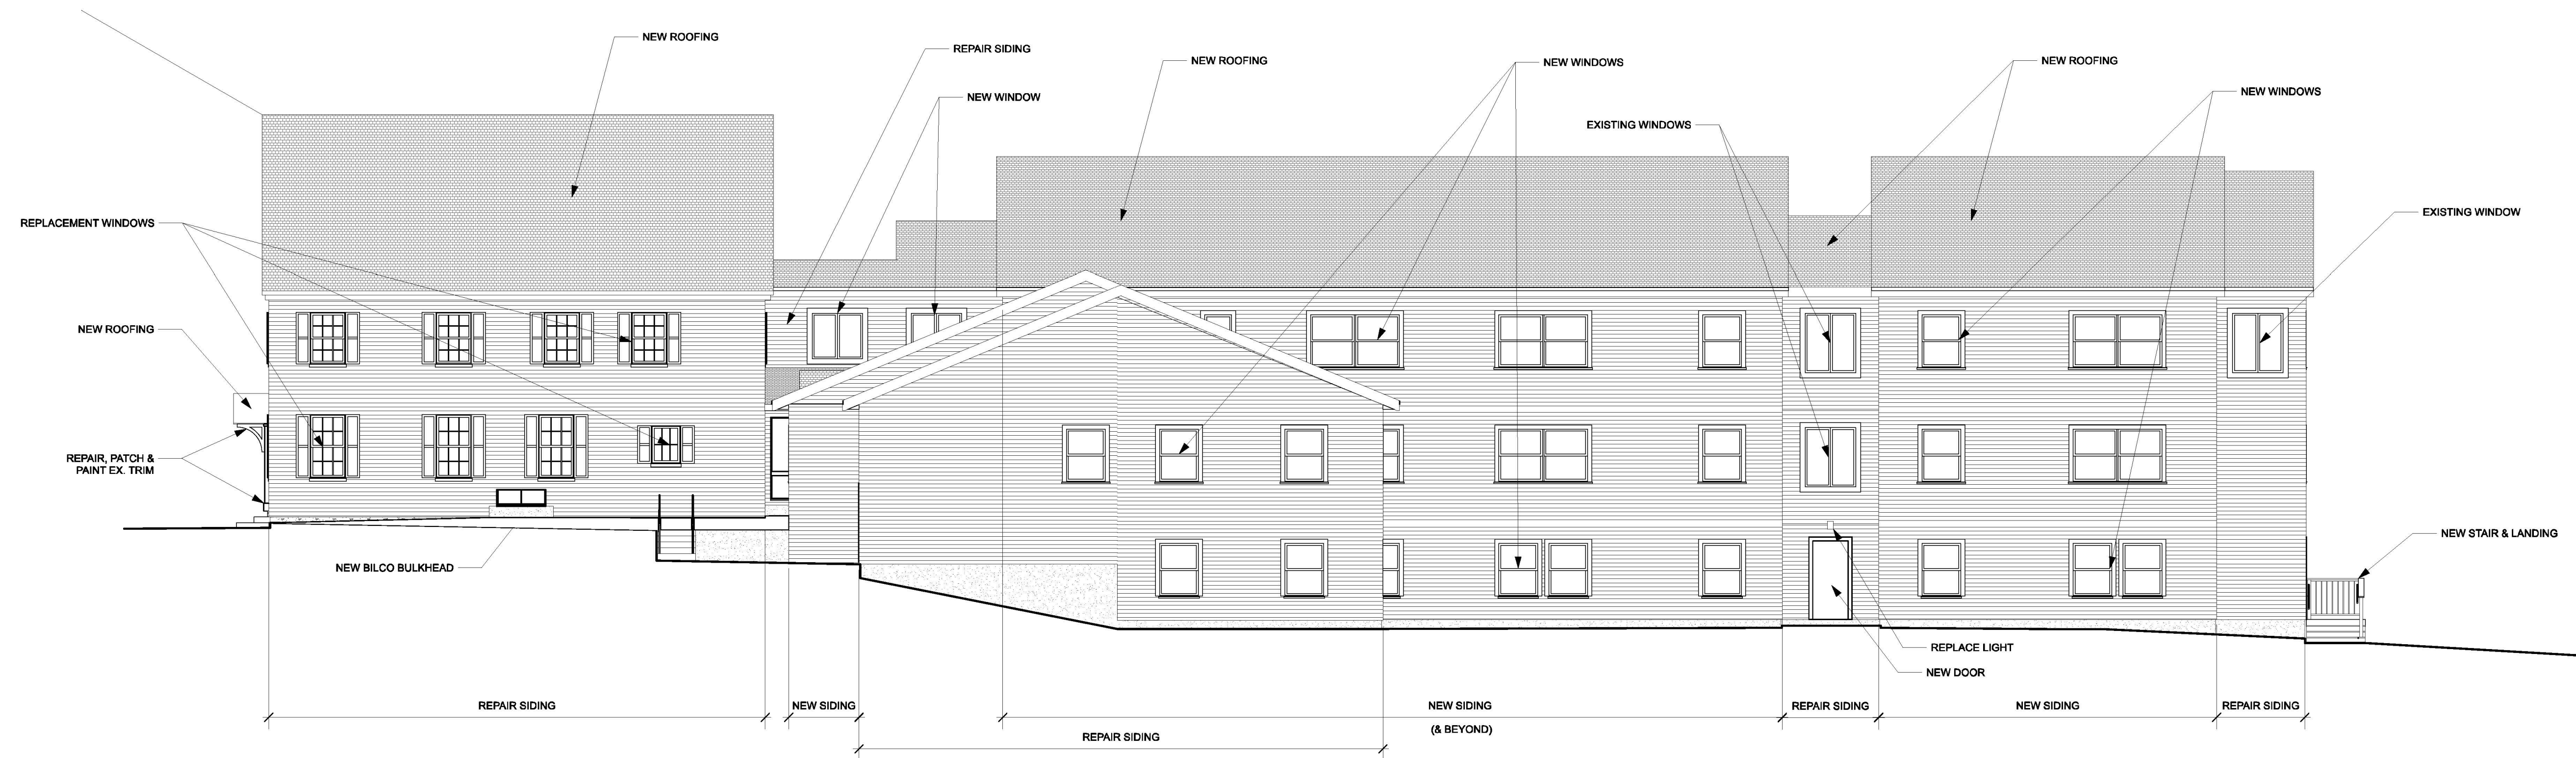 NEW ROOFING
REPAIR SIDING
NEW ROOFING
NEW WINDOWS
NEW ROOFING
NEW WINDOWS
NEW WINDOW
EXISTING WINDOWS
EXISTING WINDOW
REPLACEMENT WINDOWS
NEW ROOFING
REPAIR, PATCH &
PAINT EX. TRIM
NEW STAIR & LANDING
NEW BILCO BULKHEAD
REPLACE LIGHT
NEW DOOR
REPAIR SIDING
NEW SIDING
NEW SIDING
(& BEYOND)
REPAIR SIDING
NEW SIDING
REPAIR SIDING
REPAIR SIDING